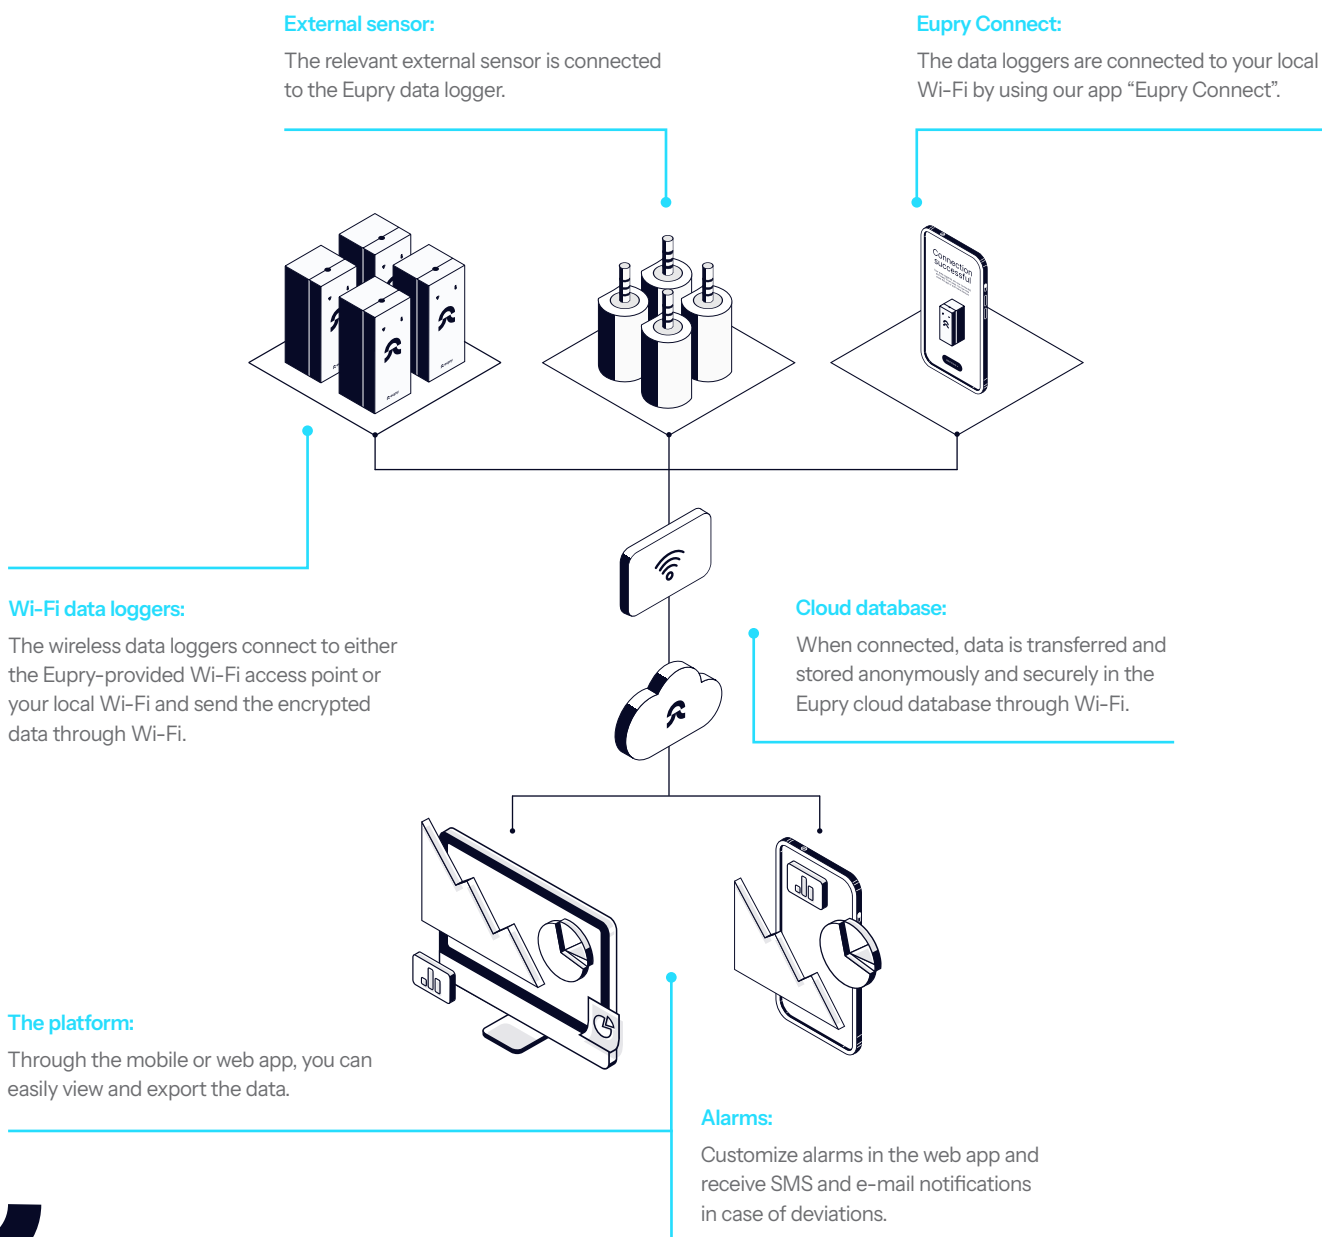 External sensor:
The relevant external sensor is connected
to the Eupry data logger.
Eupry Connect:
The data loggers are connected to your local
Wi-Fi by using our app “Eupry Connect”.
Connection
successful
Wi-Fi data loggers:
The wireless data loggers connect to either
the Eupry-provided Wi-Fi access point or
your local Wi-Fi and send the encrypted
data through Wi-Fi.
Cloud database:
When connected, data is transferred and
stored anonymously and securely in the
Eupry cloud database through Wi-Fi.
The platform:
Through the mobile or web app, you can
easily view and export the data.
Alarms:
Customize alarms in the web app and
receive SMS and e-mail notifications
in case of deviations.